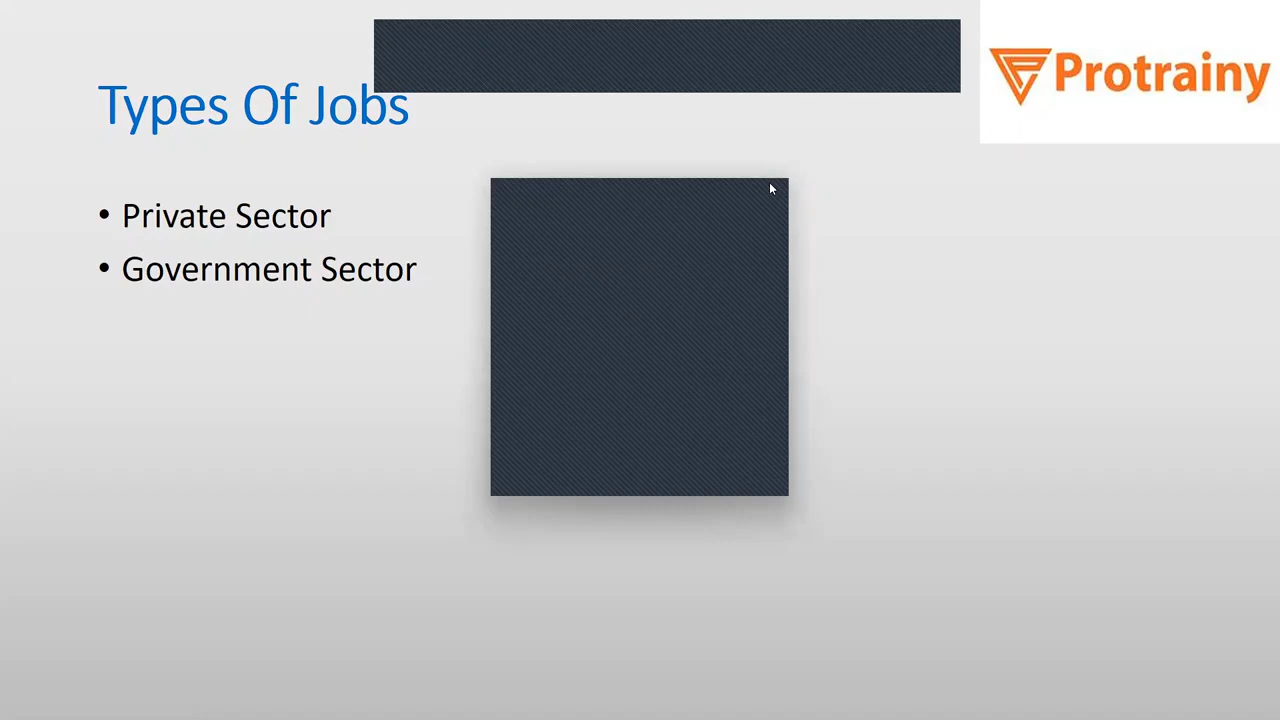 Protrainy
Types Of Jobs
• Private Sector
• Government Sector